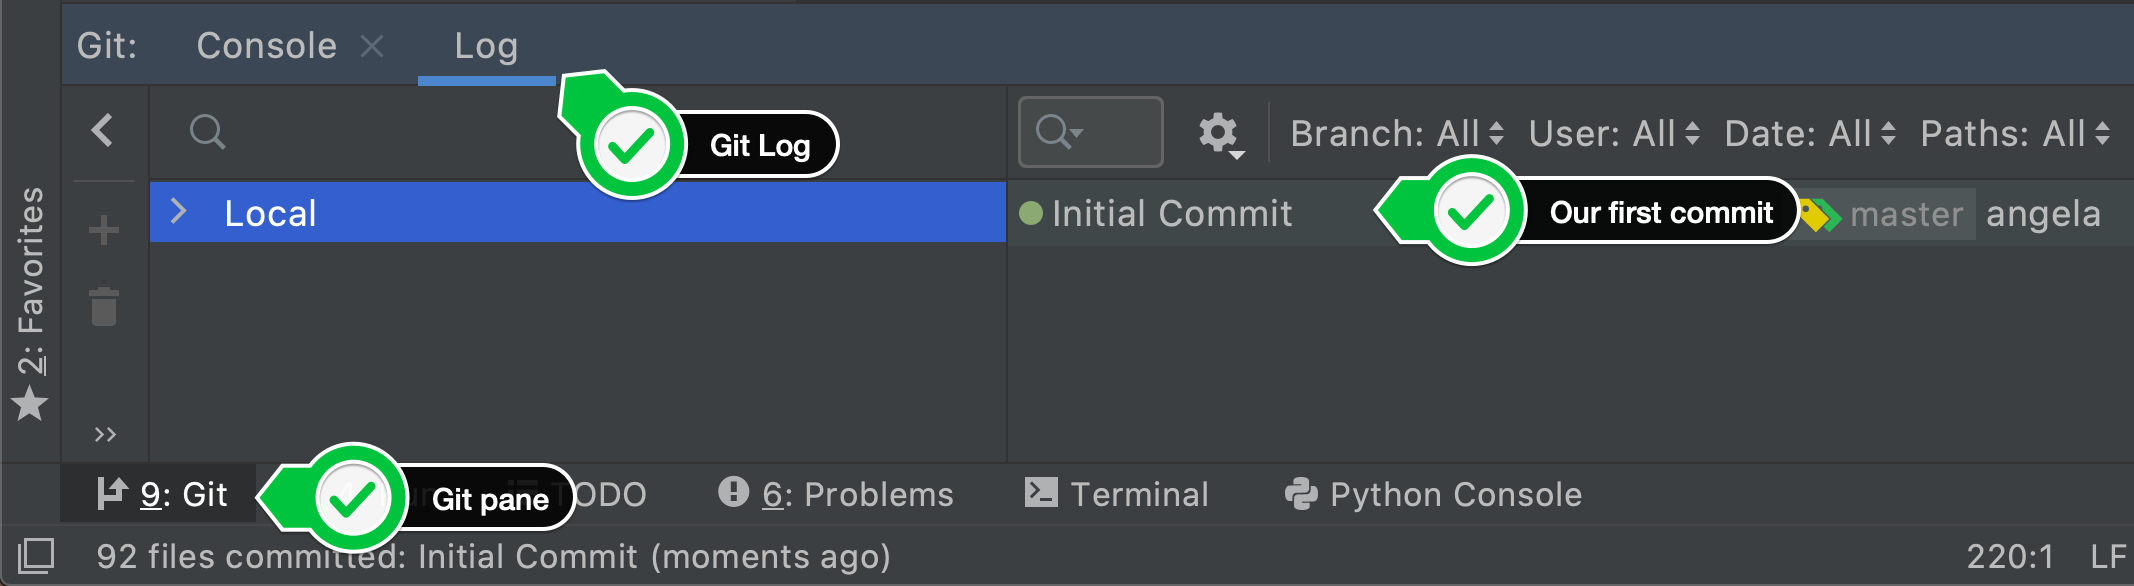 Git: Console Log
Git Log
Branch: All User: All Date: All Paths: All
Local
Initial Commit Our first commit master angela
2: Favorites
9: Git Git pane TODO 6: Problems Terminal Python Console
92 files committed: Initial Commit (moments ago) 220:1 LF